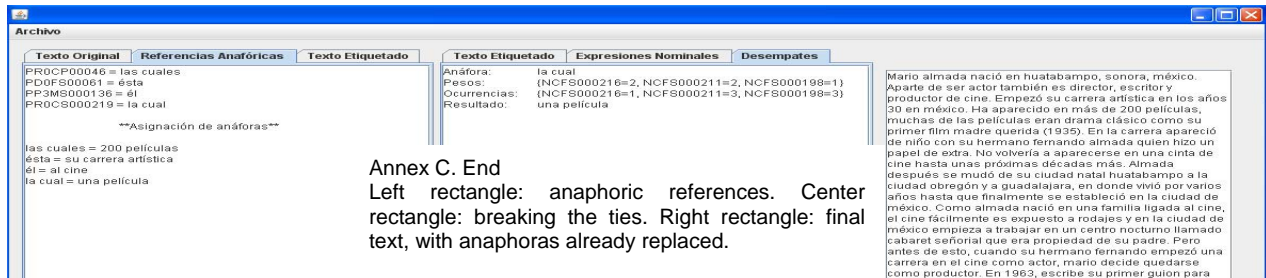 Archivo
Texto Original Referencias Anafóricas Texto Etiquetado
PR0CP00046 = las cuales
PD0FS00061 = ésta
PP3MS000136 = él
PR0CS000219 = la cual
**Asignación de anáforas**
las cuales = 200 películas
ésta = su carrera artística
él = al cine
la cual = una película
Texto Etiquetado Expresiones Nominales Desempates
Anáfora: la cual
Pesos: {NCFS000216=2, NCFS000211=2, NCFS000198=1}
Ocurrencias: {NCFS000216=1, NCFS000211=3, NCFS000198=3}
Resultado: una película
Annex C. End
Left rectangle: anaphoric references. Center
rectangle: breaking the ties. Right rectangle: final
text, with anaphoras already replaced.
Mario almada nació en huatabampo, sonora, méxico.
Aparte de ser actor también es director, escritor y
productor de cine. Empezó su carrera artística en los años
30 en méxico. Ha aparecido en más de 200 películas,
muchas de las películas eran drama clásico como su
primer film madre querida (1935). En la carrera apareció
de niño con su hermano fernando almada quien hizo un
papel de extra. No volvería a aparecerse en una cinta de
cine hasta unas próximas décadas más. Almada
después se mudó de su ciudad natal huatabampo a la
ciudad obregón y a guadalajara, en donde vivió por varios
años hasta que finalmente se estableció en la ciudad de
méxico. Como almada nació en una familia ligada al cine,
el cine fácilmente es expuesto a rodajes y en la ciudad de
méxico empieza a trabajar en un centro nocturno llamado
cabaret señorial que era propiedad de su padre. Pero
antes de esto, cuando su hermano fernando empezó una
carrera en el cine como actor, mario decide quedarse
como productor. En 1963, escribe su primer guion para